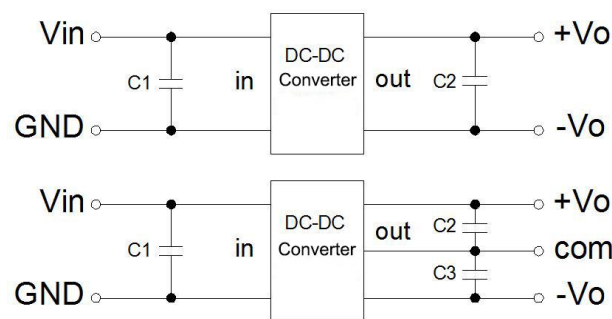 Vin
+Vo
DC-DC
Converter
C1
in
out
C2
GND
-Vo
Vin
+Vo
DC-DC
Converter
C1
in
out
C2
com
C3
GND
-Vo